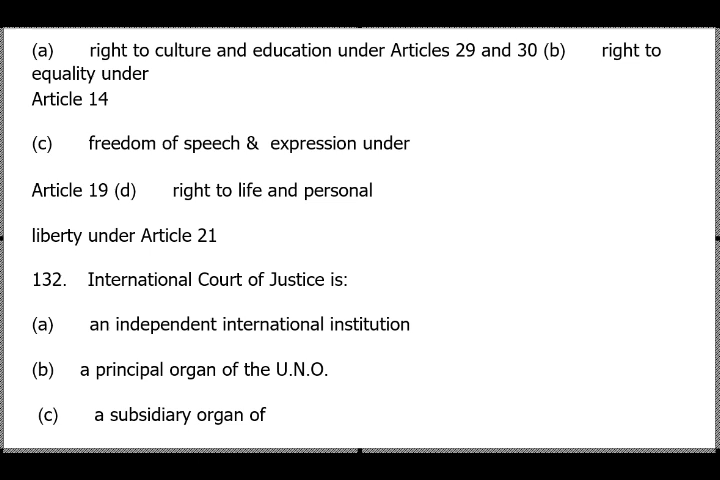 (a) right to culture and education under Articles 29 and 30 (b) right to
equality under
Article 14
(c) freedom of speech & expression under
Article 19 (d) right to life and personal
liberty under Article 21
132. International Court of Justice is:
(a) an independent international institution
(b) a principal organ of the U.N.O.
(c) a subsidiary organ of